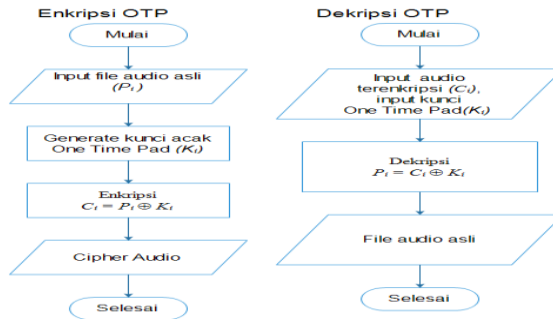 Enkripsi OTP
Mulai
Input file audio asli
(Pᵢ)
Generate kunci acak
One Time Pad (Kᵢ)
Enkripsi
Cᵢ = Pᵢ ⊕ Kᵢ
Cipher Audio
Selesai
Dekripsi OTP
Mulai
Input audio
terenkripsi (Cᵢ),
input kunci
One Time Pad(Kᵢ)
Dekripsi
Pᵢ = Cᵢ ⊕ Kᵢ
File audio asli
Selesai